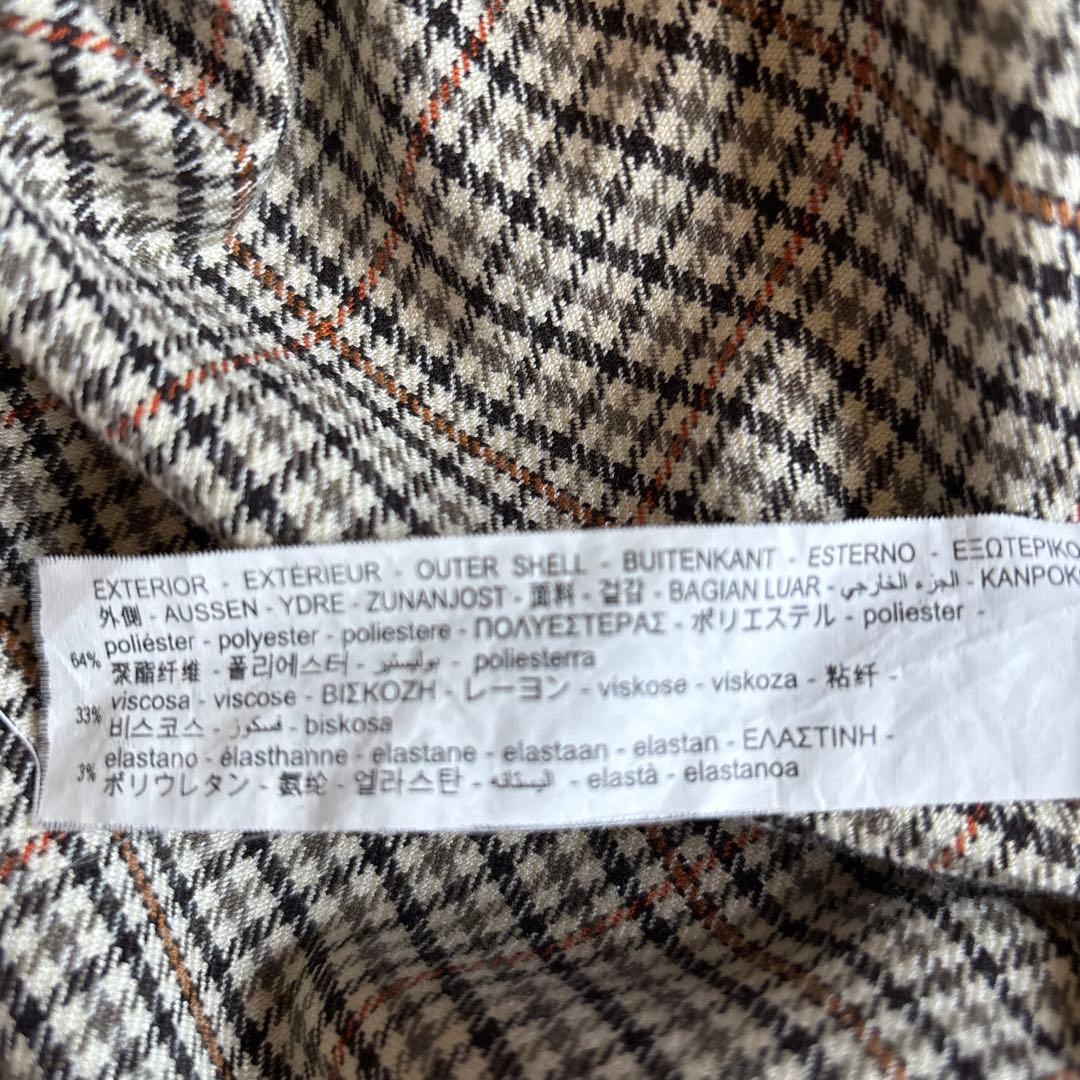 EXTERIOR - EXTÉRIEUR - OUTER SHELL - BUITENKANT - ESTERNO - ΕΞΩΤΕΡΙΚΟ
外側 - AUSSEN - YDRE - ZUNANJOST - 面料 - 겉감 - BAGIAN LUAR - الجزء الخارجي - KANPOKO
64% poliéster - polyester - poliestere - ΠΟΛΥΕΣΤΕΡΑΣ - ポリエステル - poliester -
聚酯纤维 - 폴리에스터 - بوليستير - poliesterra
33% viscosa - viscose - ΒΙΣΚΟΖΗ - レーヨン - viskose - viskoza - 粘纤 -
비스코스 - فسكوز - biskosa
3% elastano - élasthanne - elastane - elastaan - elastan - ΕΛΑΣΤΙΝΗ -
ポリウレタン - 氨纶 - 엘라스탄 - - elastà - elastanoa